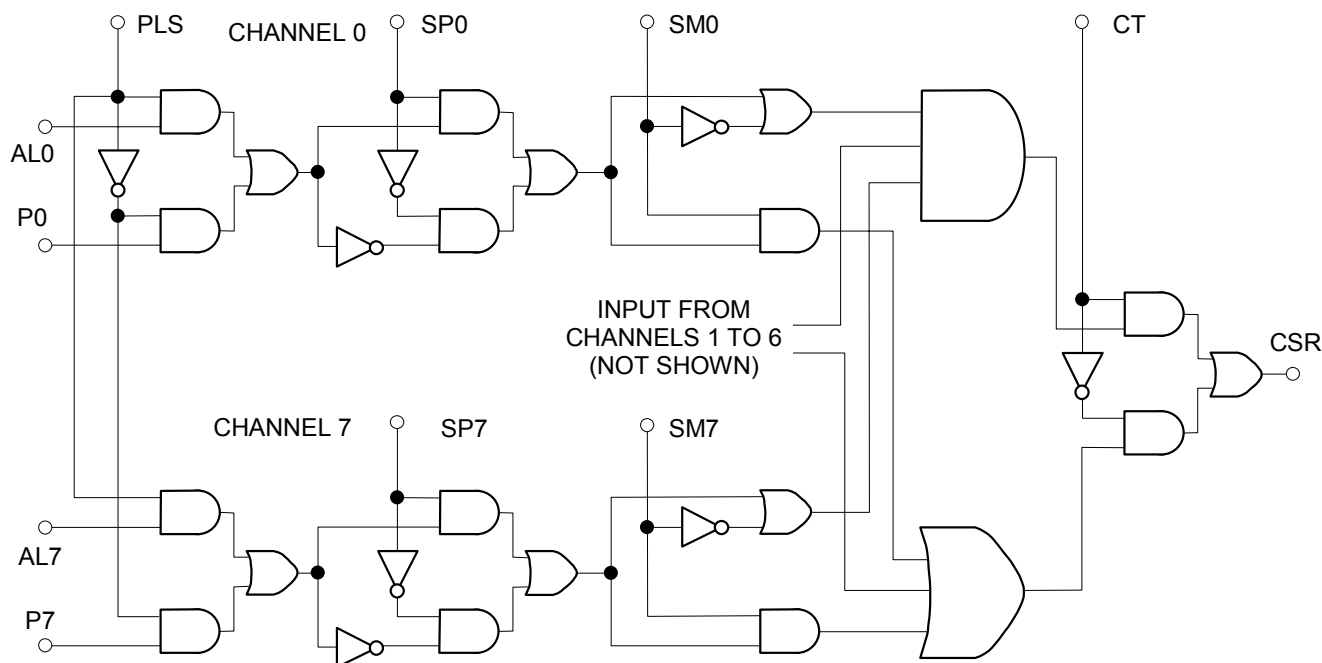 PLS
CHANNEL 0
SP0
SM0
CT
AL0
P0
INPUT FROM
CHANNELS 1 TO 6
(NOT SHOWN)
CSR
CHANNEL 7
SP7
SM7
AL7
P7